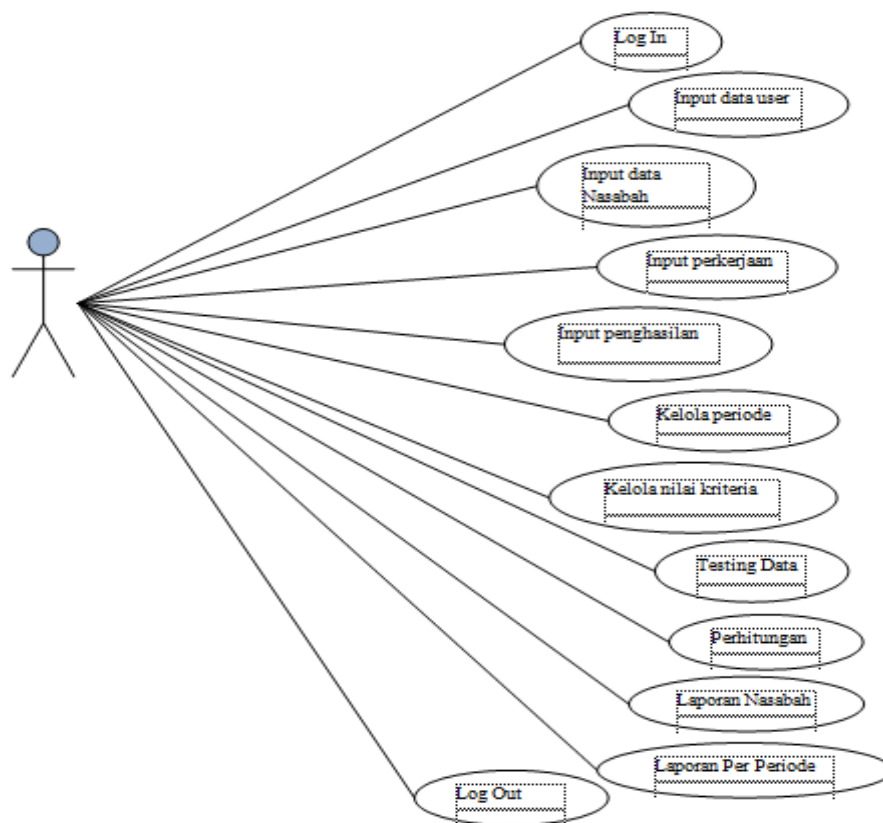 Log In
Input data user
Input data
Nasabah
Input perkerjaan
Input penghasilan
Kelola periode
Kelola nilai kriteria
Testing Data
Perhitungan
Laporan Nasabah
Laporan Per Periode
Log Out